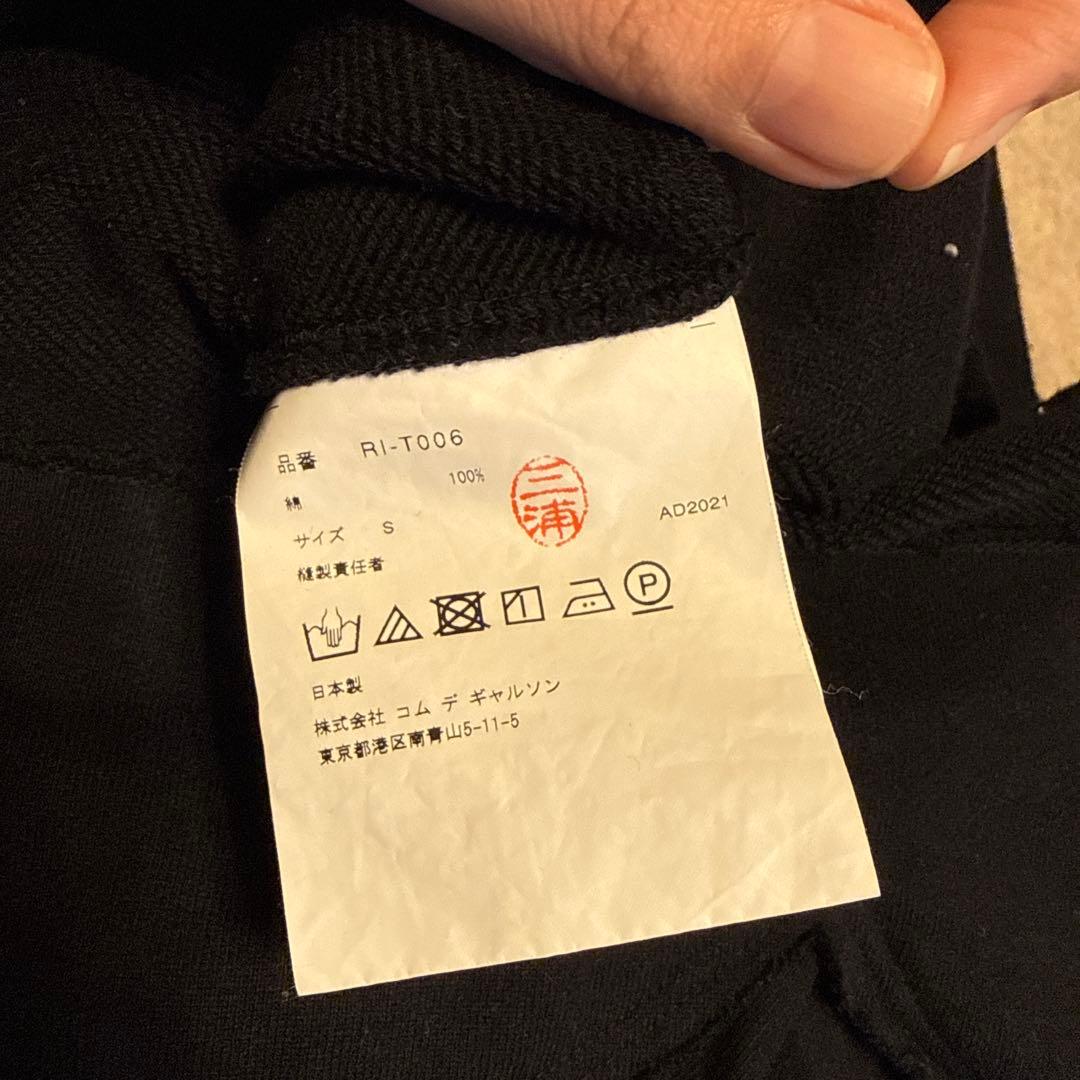 品番 RI-T006
綿 100%
サイズ S
縫製責任者
三浦
AD2021
P
日本製
株式会社 コム デ ギャルソン
東京都港区南青山5-11-5